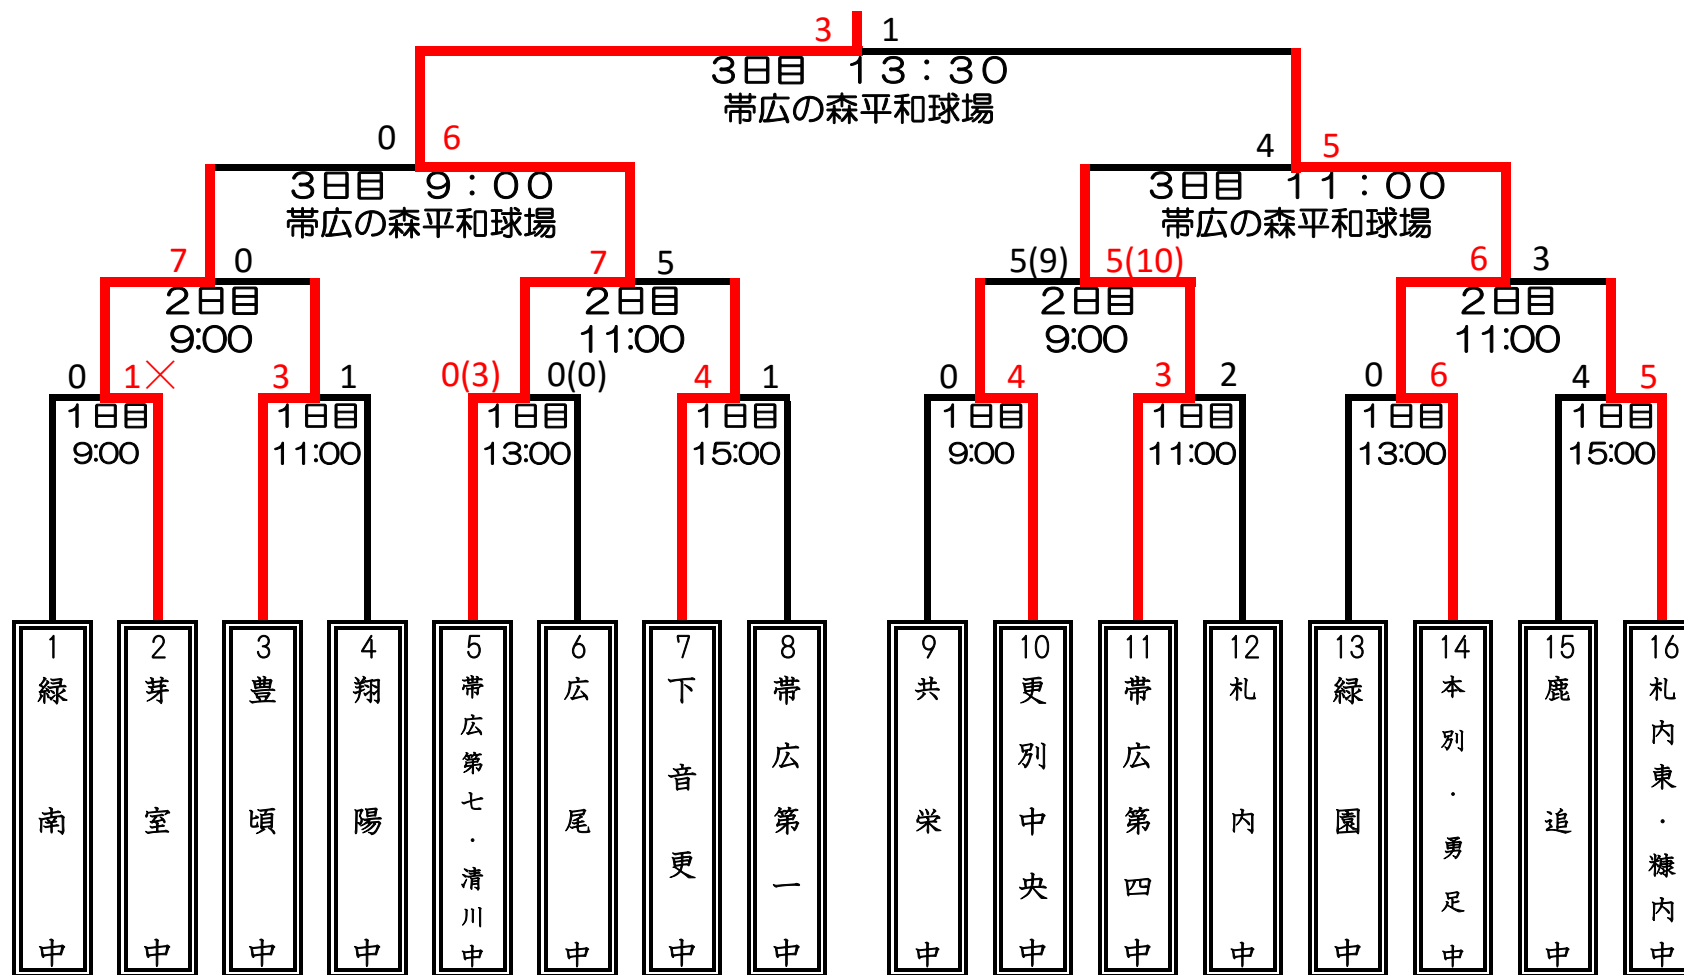 3 1
3日目 13：30
帯広の森平和球場
0 6
4 5
3日目 9：00
帯広の森平和球場
3日目 11：00
帯広の森平和球場
7 0
7 5
5(9) 5(10)
6 3
2日目
9:00
2日目
11:00
2日目
9:00
2日目
11:00
0 1×
3 1
0(3) 0(0)
4 1
0 4
3 2
0 6
4 5
1日目
9:00
1日目
11:00
1日目
13:00
1日目
15:00
1日目
9:00
1日目
11:00
1日目
13:00
1日目
15:00
1
緑南中
2
芽室中
3
豊頃中
4
翔陽中
5
帯広第七・清川中
6
広尾中
7
下音更中
8
帯広第一中
9
共栄中
10
更別中央中
11
帯広第四中
12
札内中
13
緑園中
14
本別・勇足中
15
鹿追中
16
札内東・糠内中